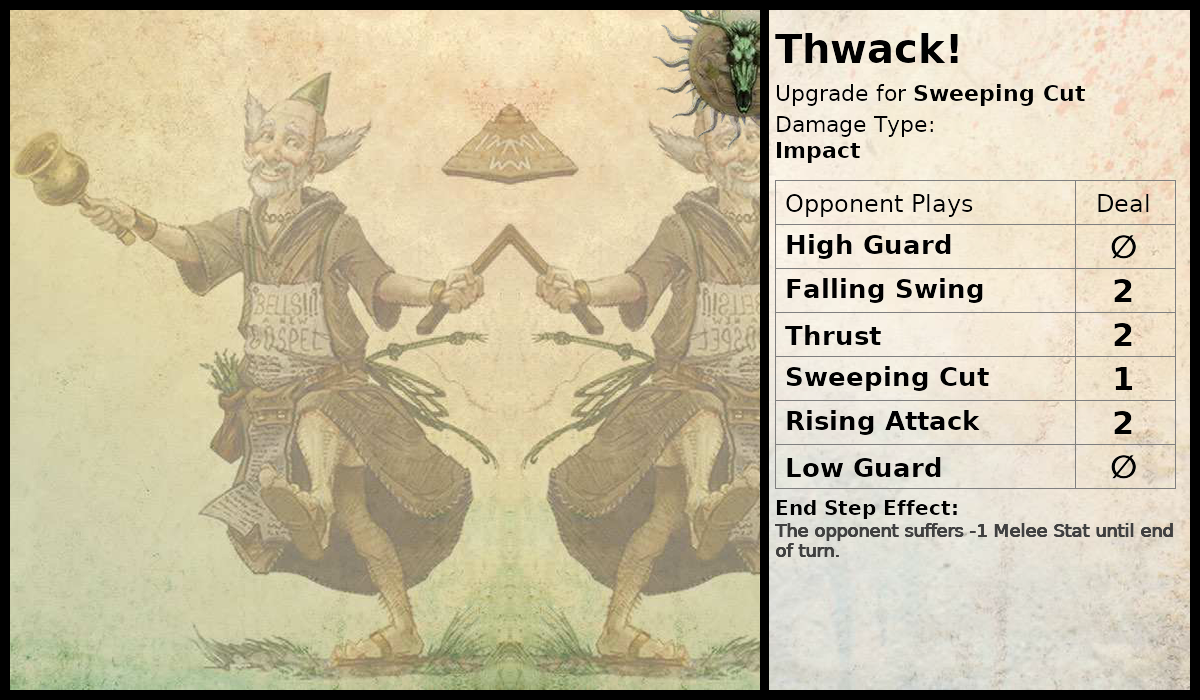 Thwack!
Upgrade for Sweeping Cut
Damage Type:
Impact
Opponent Plays Deal
High Guard ∅
Falling Swing 2
Thrust 2
Sweeping Cut 1
Rising Attack 2
Low Guard ∅
End Step Effect:
The opponent suffers -1 Melee Stat until end
of turn.